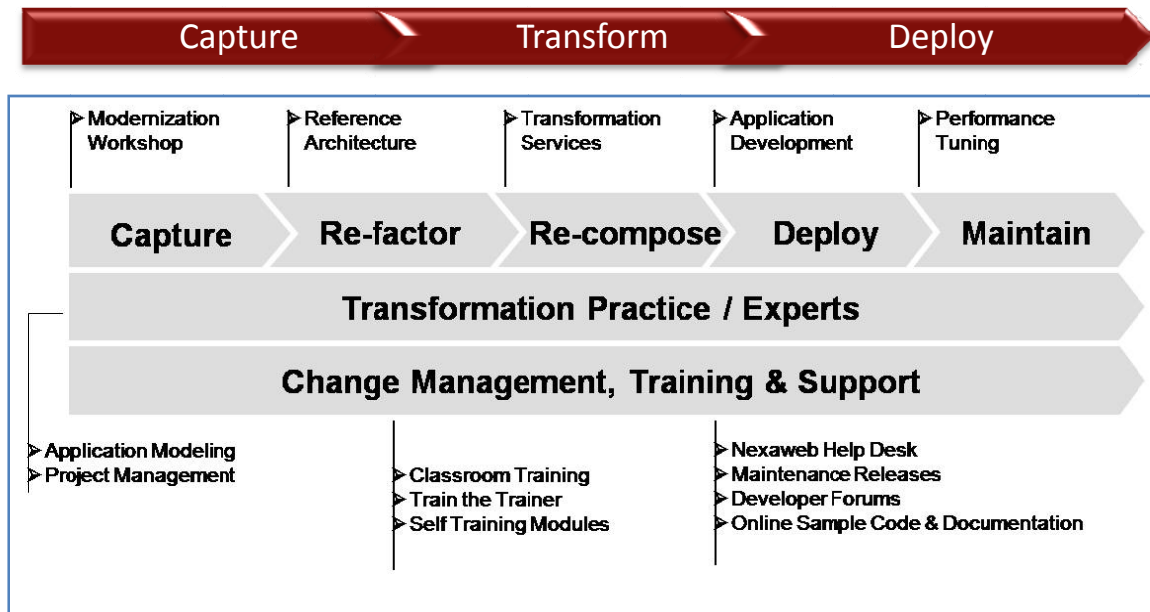 Capture
Transform
Deploy
Modernization
Workshop
Reference
Architecture
Transformation
Services
Application
Development
Performance
Tuning
Capture
Re-factor
Re-compose
Deploy
Maintain
Transformation Practice / Experts
Change Management, Training & Support
Application Modeling
Project Management
Classroom Training
Train the Trainer
Self Training Modules
Nexaweb Help Desk
Maintenance Releases
Developer Forums
Online Sample Code & Documentation